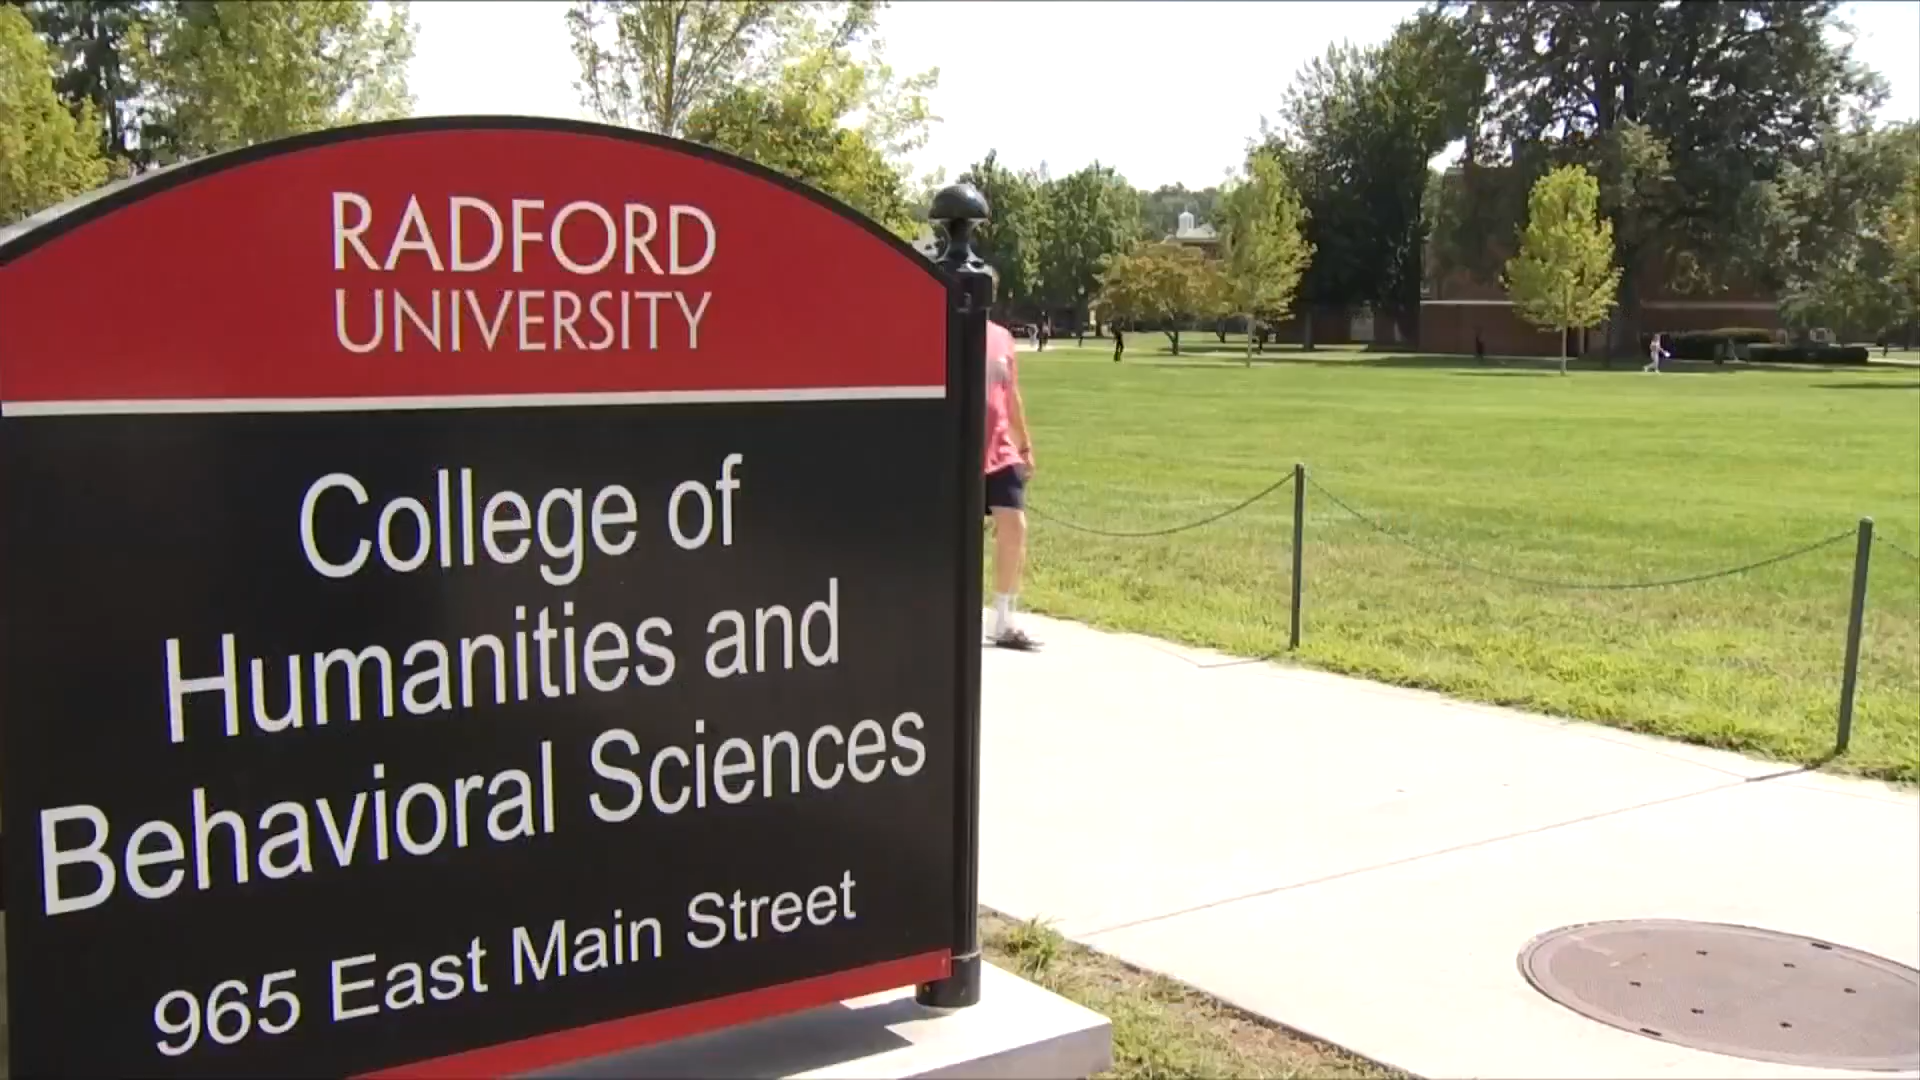 RADFORD
UNIVERSITY
College of
Humanities and
Behavioral Sciences
965 East Main Street